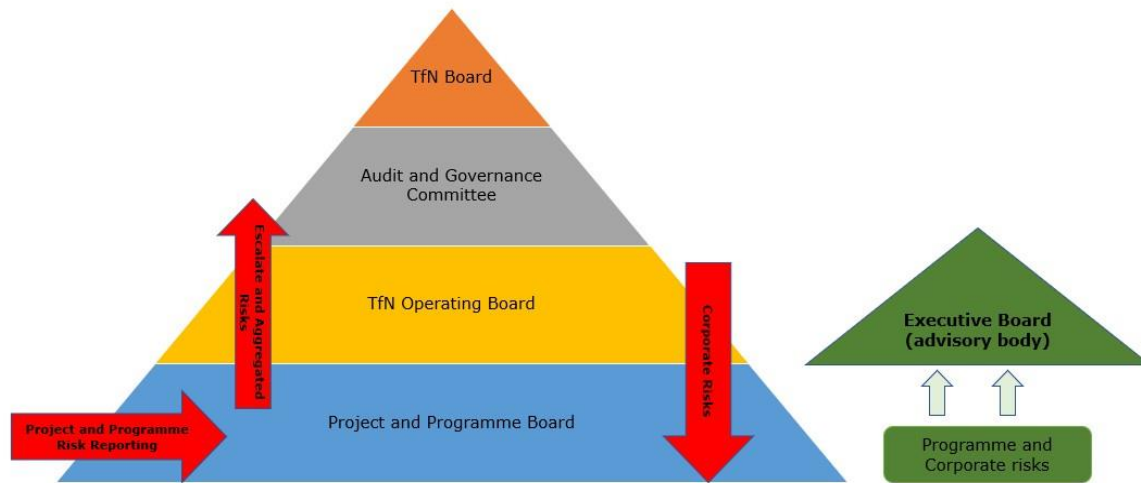 TfN Board
Audit and Governance
Committee
Escalate and Aggregated
Risks
TfN Operating Board
Corporate Risks
Executive Board
(advisory body)
Project and Programme
Risk Reporting
Project and Programme Board
Programme and
Corporate risks